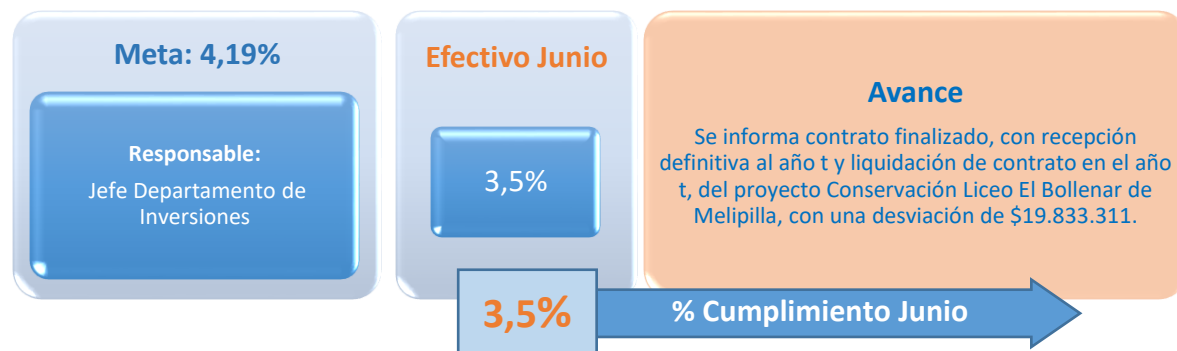 Meta: 4,19%
Responsable:
Jefe Departamento de
Inversiones
Efectivo Junio
3,5%
Avance
Se informa contrato finalizado, con recepción
definitiva al año t y liquidación de contrato en el año
t, del proyecto Conservación Liceo El Bollenar de
Melipilla, con una desviación de $19.833.311.
3,5%
% Cumplimiento Junio